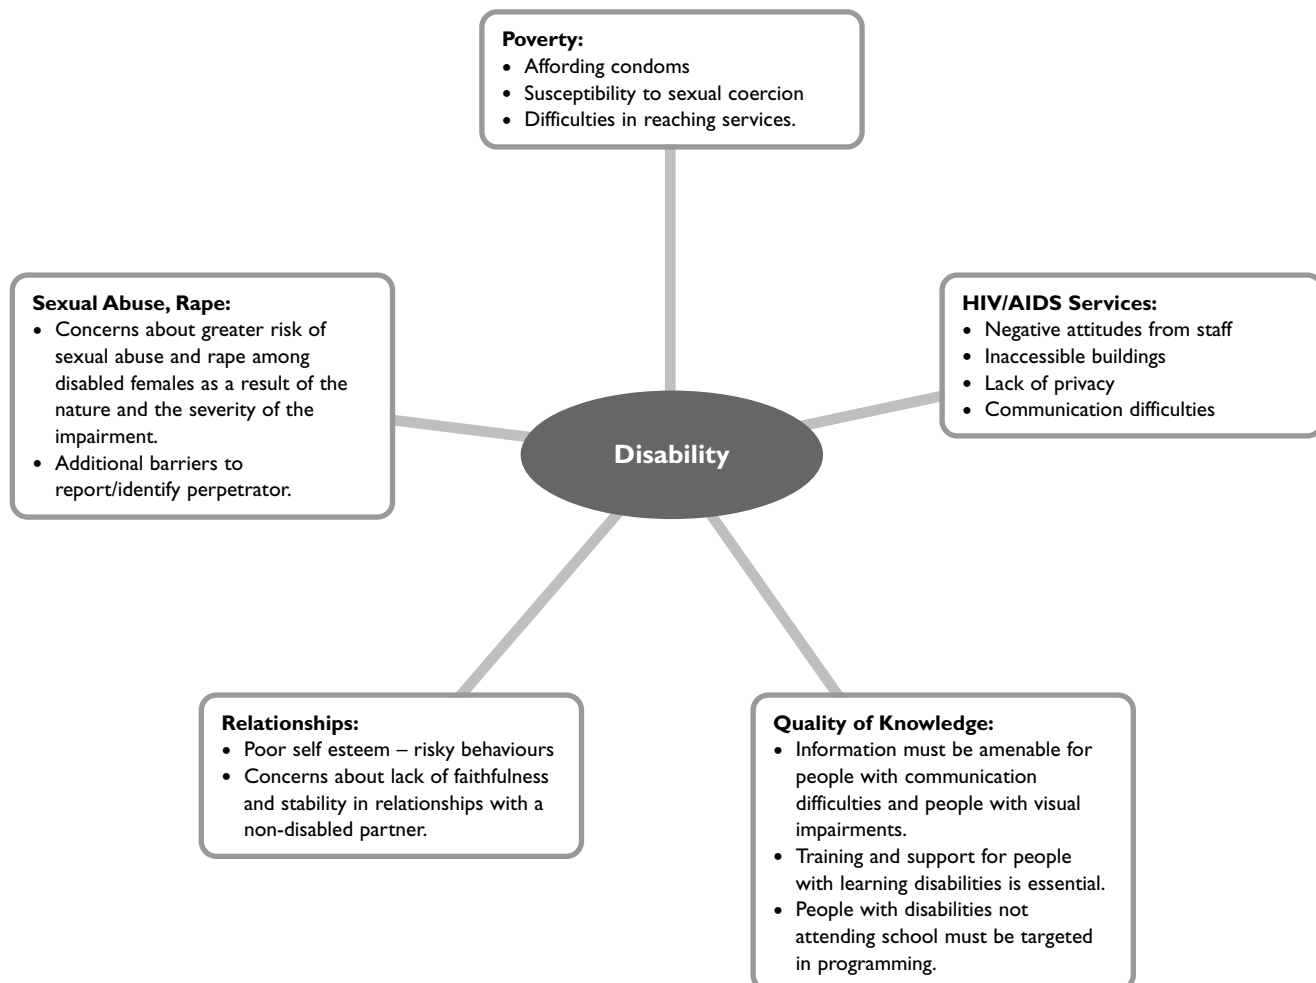 Poverty:
• Affording condoms
• Susceptibility to sexual coercion
• Difficulties in reaching services.
Sexual Abuse, Rape:
• Concerns about greater risk of
sexual abuse and rape among
disabled females as a result of the
nature and the severity of the
impairment.
• Additional barriers to
report/identify perpetrator.
HIV/AIDS Services:
• Negative attitudes from staff
• Inaccessible buildings
• Lack of privacy
• Communication difficulties
Disability
Relationships:
• Poor self esteem – risky behaviours
• Concerns about lack of faithfulness
and stability in relationships with a
non-disabled partner.
Quality of Knowledge:
• Information must be amenable for
people with communication
difficulties and people with visual
impairments.
• Training and support for people
with learning disabilities is essential.
• People with disabilities not
attending school must be targeted
in programming.